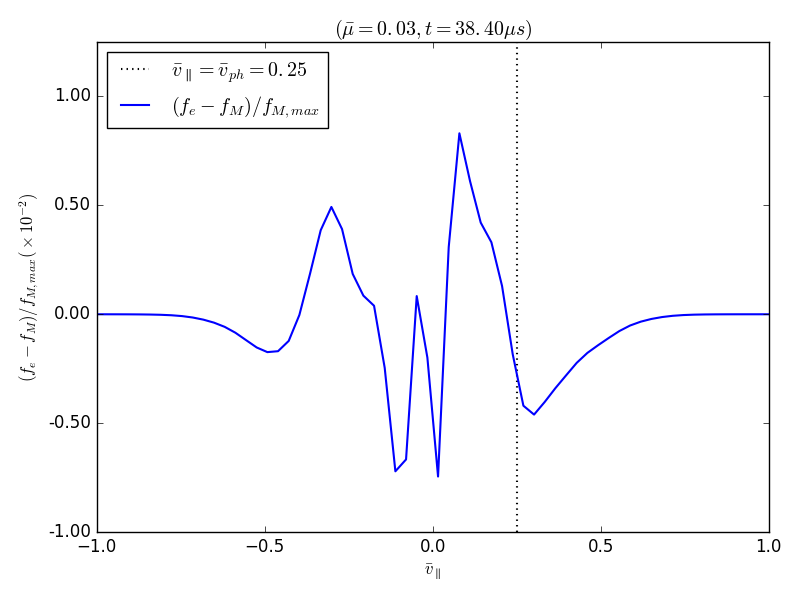 (μ̄ = 0.03, t = 38.40μs)
v̄∥ = v̄ph = 0.25
(fe − fM)/fM,max
1.00
0.50
0.00
-0.50
-1.00
(fe − fM)/fM,max(×10⁻²)
−1.0
−0.5
0.0
0.5
1.0
v̄∥